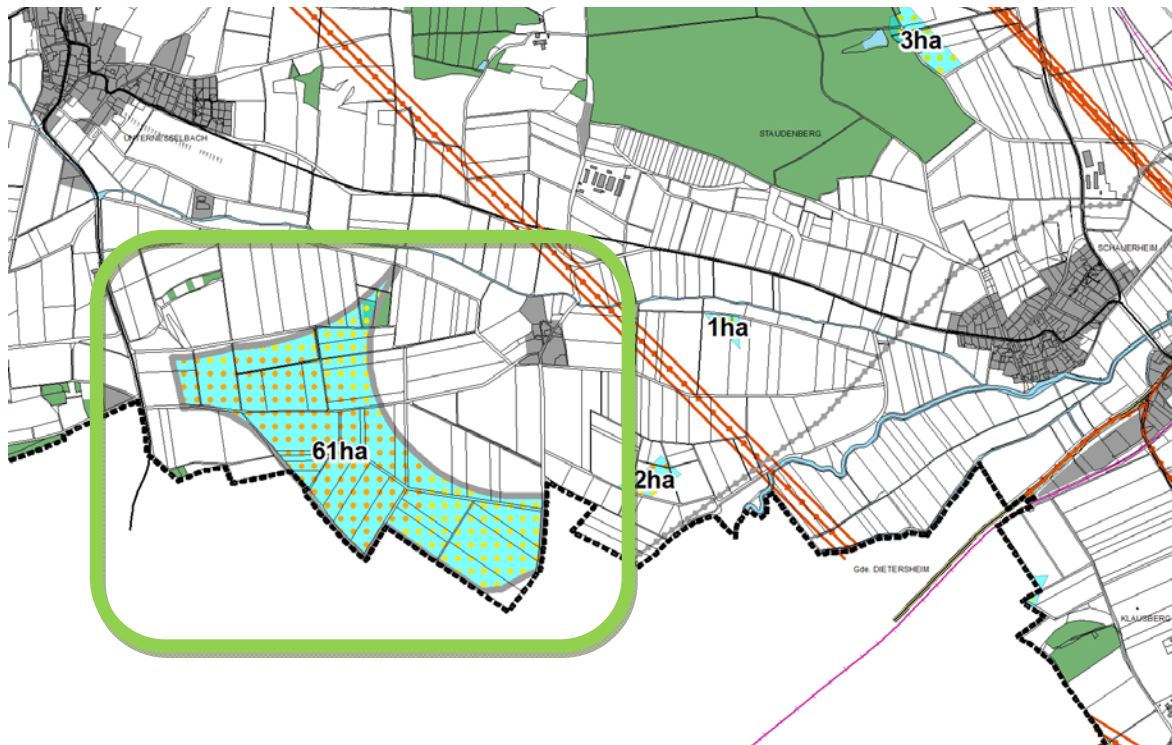 3ha
UNTERNESSELBACH
STAUDENBERG
SCHAUERHEIM
1ha
61ha
2ha
Gde. DIETERSHEIM
KLAUSBERG